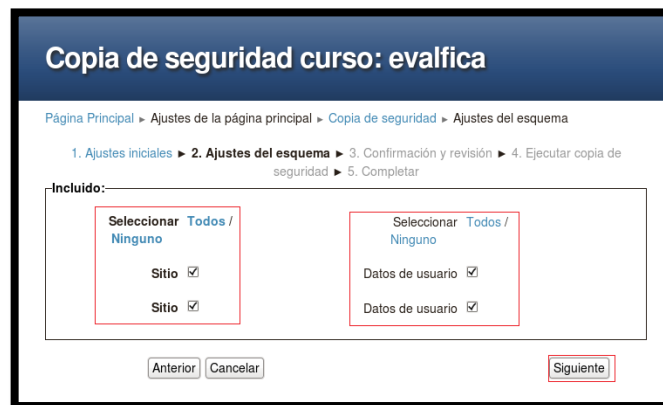 Copia de seguridad curso: evalfica
Página Principal ► Ajustes de la página principal ► Copia de seguridad ► Ajustes del esquema
1. Ajustes iniciales ► 2. Ajustes del esquema ► 3. Confirmación y revisión ► 4. Ejecutar copia de
seguridad ► 5. Completar
Incluido:
Seleccionar Todos /
Ninguno
Sitio
Sitio
Seleccionar Todos /
Ninguno
Datos de usuario
Datos de usuario
Anterior Cancelar Siguiente